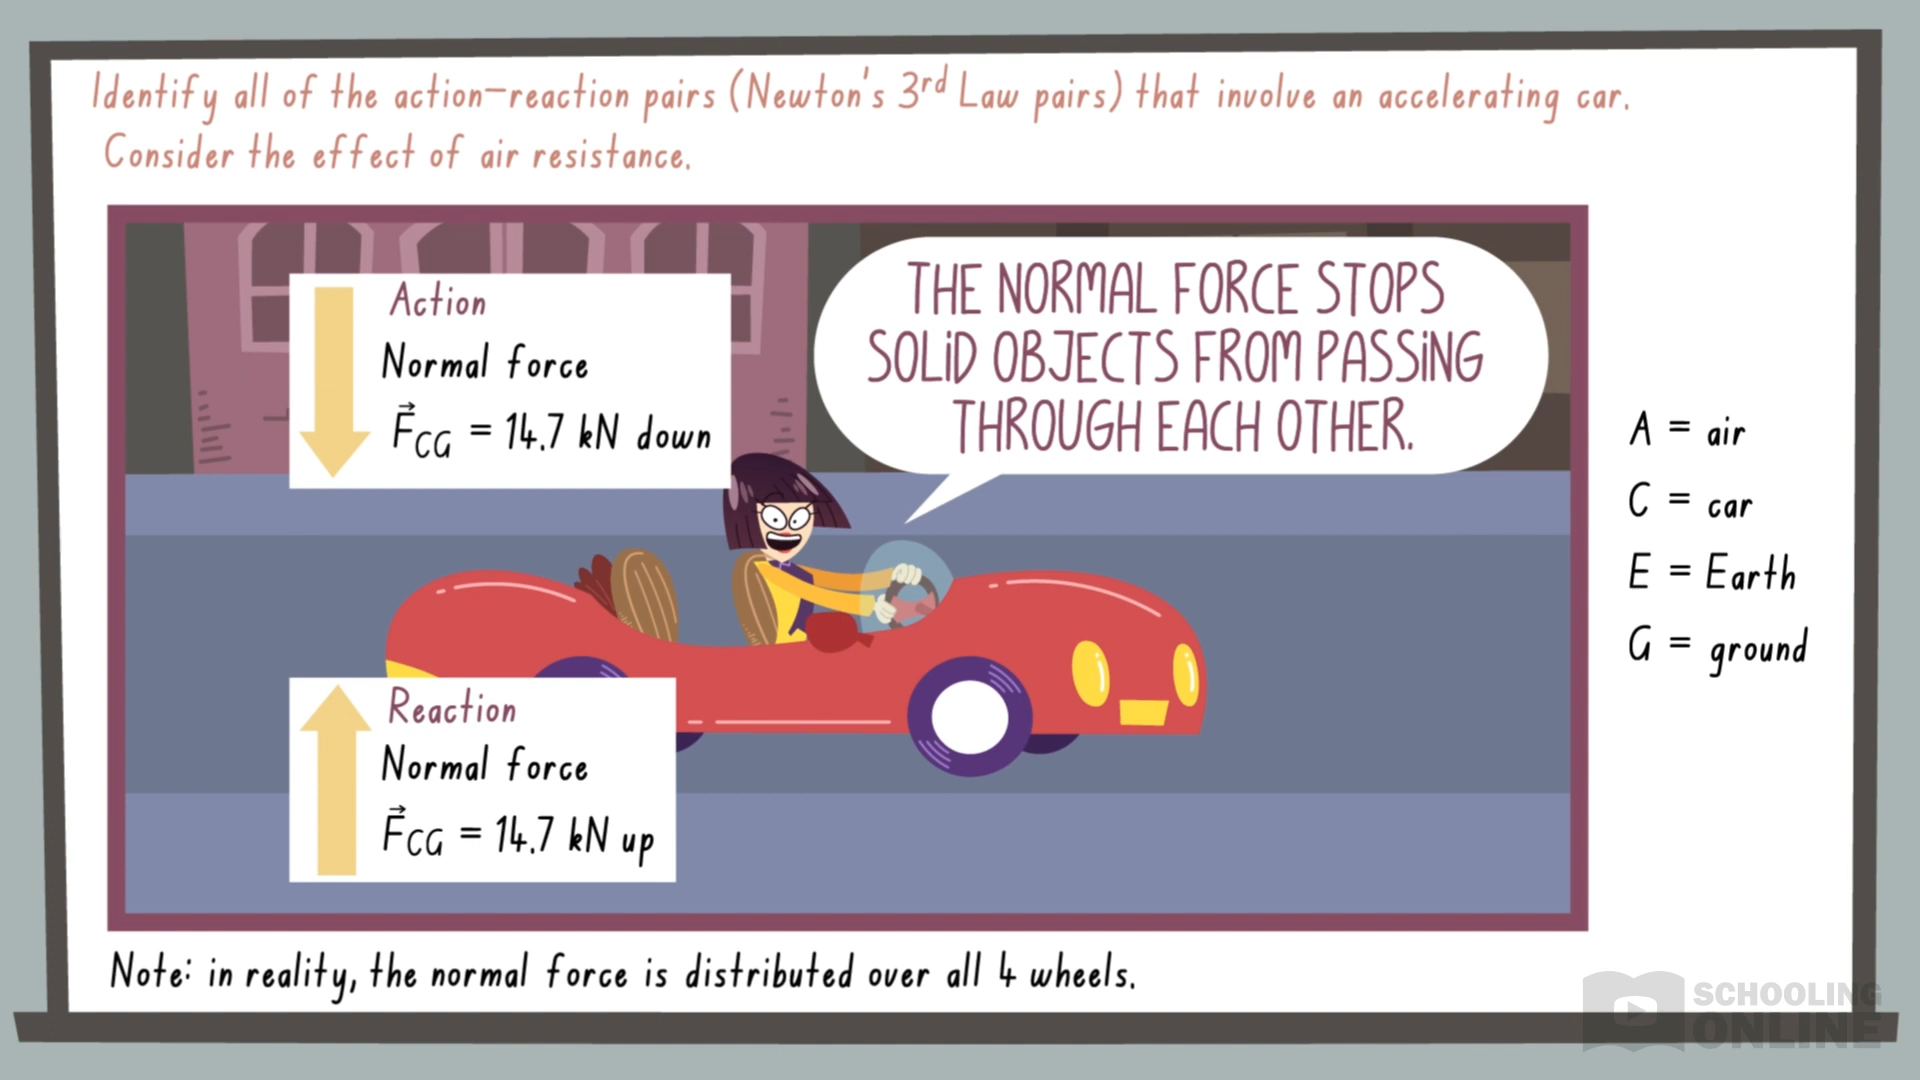 Identify all of the action-reaction pairs (Newton's 3rd Law pairs) that involve an accelerating car.
Consider the effect of air resistance.
Action
Normal force
F⃗CG = 14.7 kN down
THE NORMAL FORCE STOPS
SOLiD OBJECTS FROM PASSiNG
THROUGH EACH OTHER.
A = air
C = car
E = Earth
G = ground
Reaction
Normal force
F⃗CG = 14.7 kN up
Note: in reality, the normal force is distributed over all 4 wheels.
SCHOOLING
ONLINE